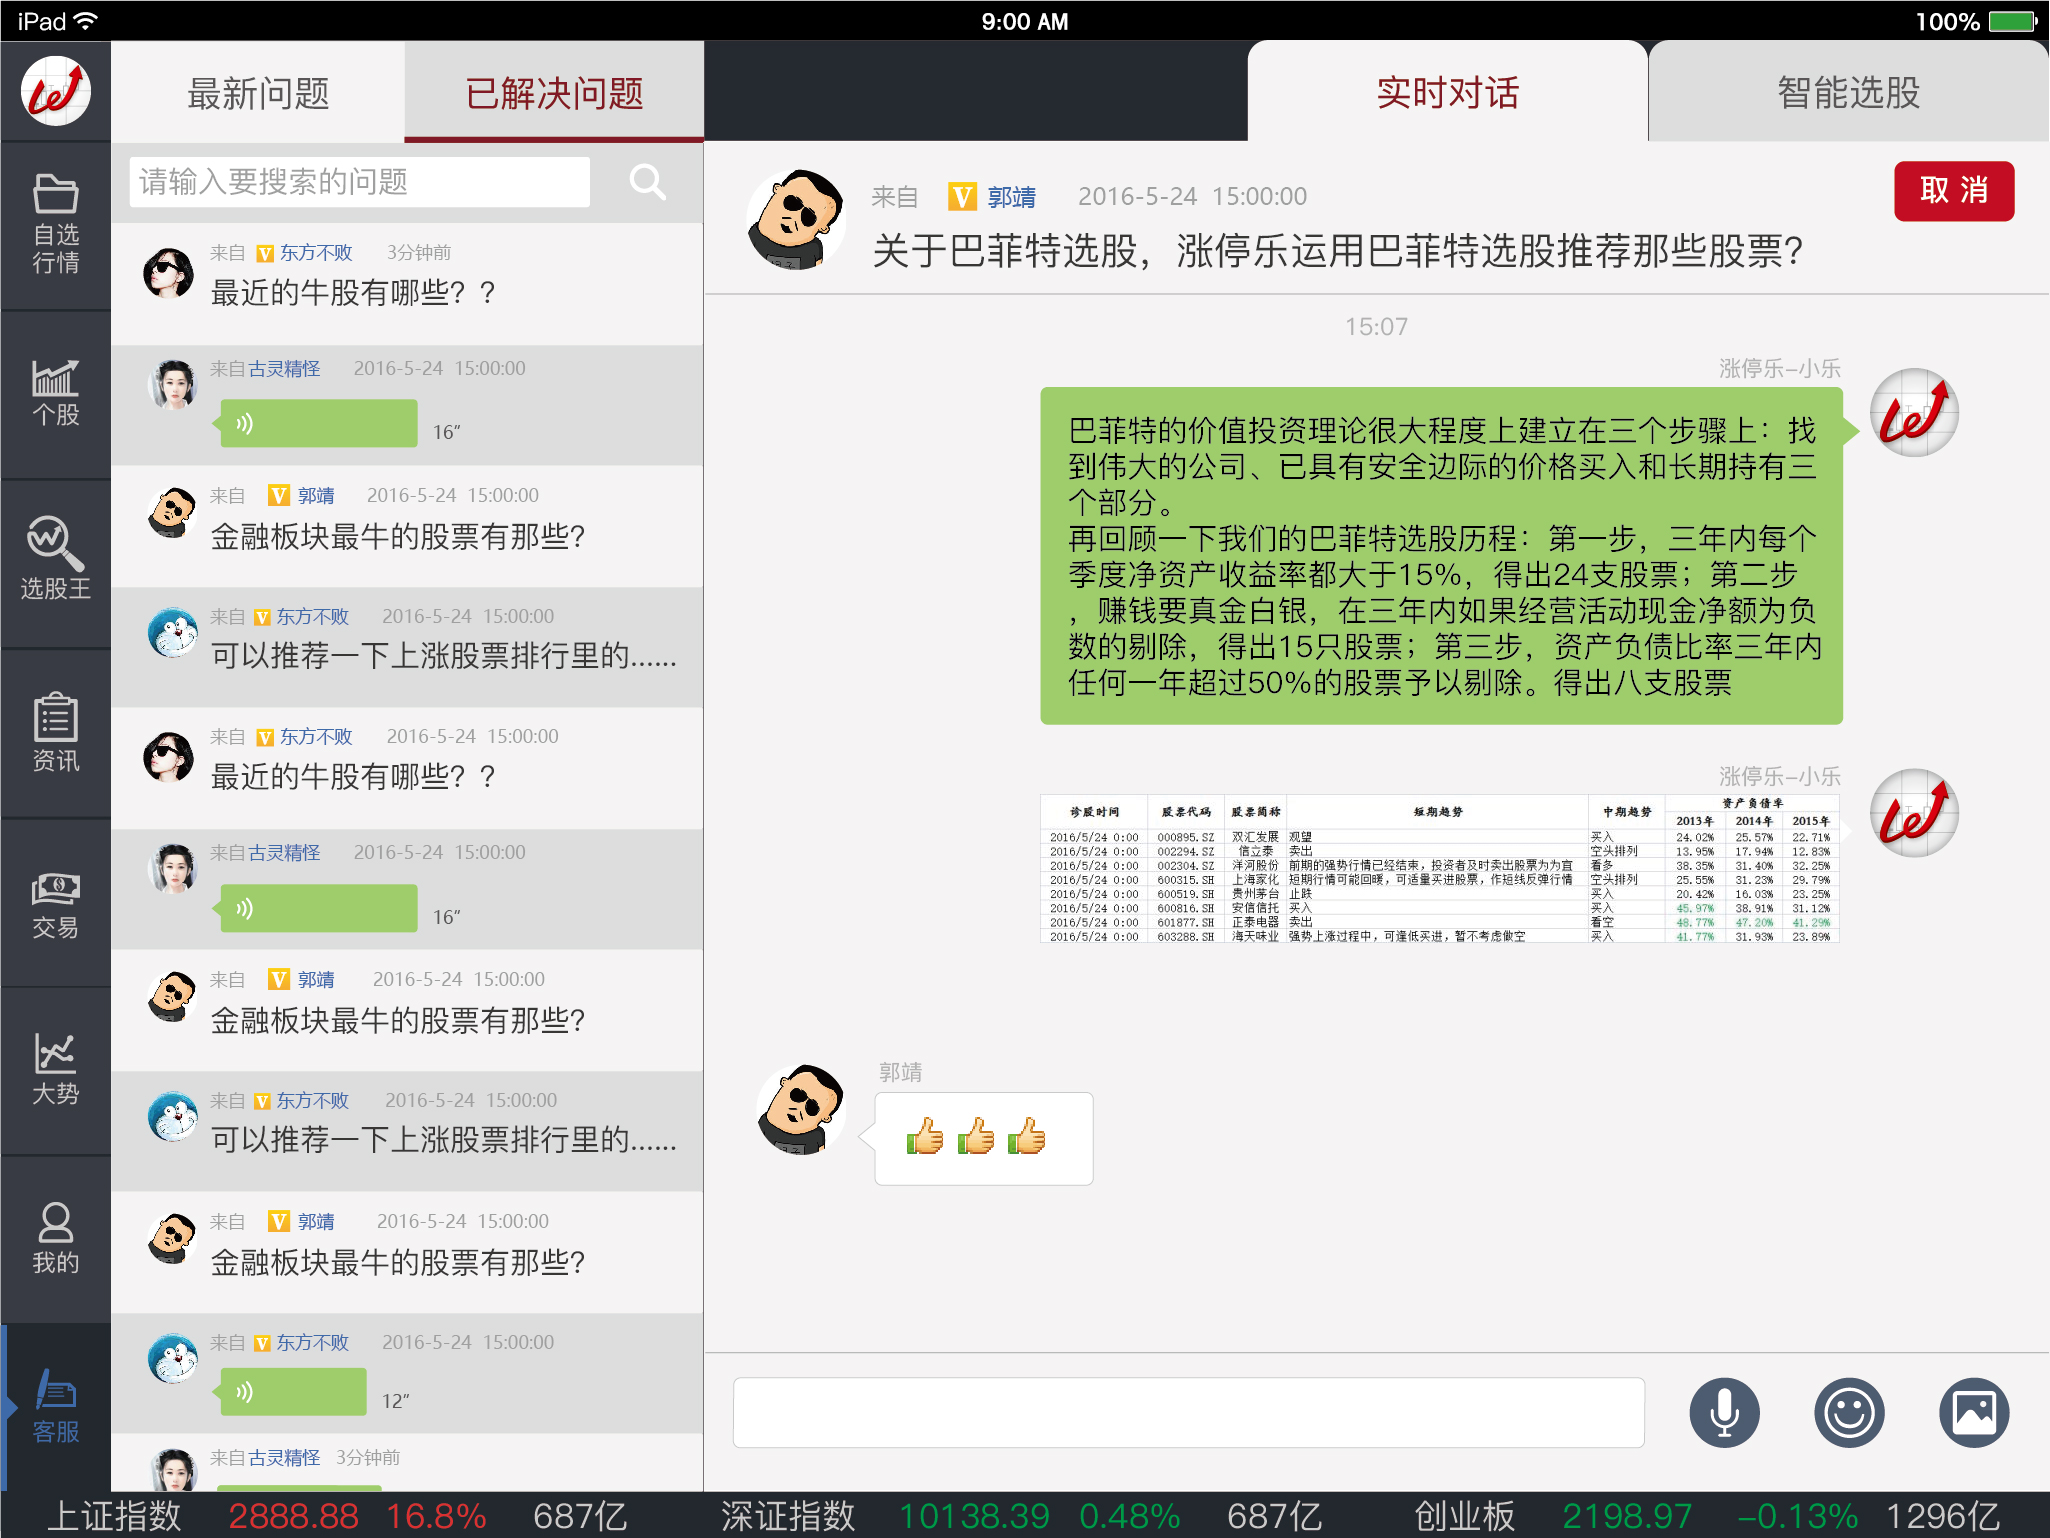 iPad
9:00 AM
100%
最新问题
已解决问题
实时对话
智能选股
请输入要搜索的问题
自选
行情
个股
选股王
资讯
交易
大势
我的
客服
来自 V 东方不败 3分钟前
最近的牛股有哪些？？
来自古灵精怪 2016-5-24 15:00:00
16”
来自 V 郭靖 2016-5-24 15:00:00
金融板块最牛的股票有那些？
来自 V 东方不败 2016-5-24 15:00:00
可以推荐一下上涨股票排行里的......
来自 V 东方不败 2016-5-24 15:00:00
最近的牛股有哪些？？
来自古灵精怪 2016-5-24 15:00:00
16”
来自 V 郭靖 2016-5-24 15:00:00
金融板块最牛的股票有那些？
来自 V 东方不败 2016-5-24 15:00:00
可以推荐一下上涨股票排行里的......
来自 V 郭靖 2016-5-24 15:00:00
金融板块最牛的股票有那些？
来自 V 东方不败 2016-5-24 15:00:00
12”
来自古灵精怪 3分钟前
来自 V 郭靖 2016-5-24 15:00:00
取 消
关于巴菲特选股，涨停乐运用巴菲特选股推荐那些股票？
15:07
涨停乐-小乐
巴菲特的价值投资理论很大程度上建立在三个步骤上：找
到伟大的公司、已具有安全边际的价格买入和长期持有三
个部分。
再回顾一下我们的巴菲特选股历程：第一步，三年内每个
季度净资产收益率都大于15%，得出24支股票；第二步
，赚钱要真金白银，在三年内如果经营活动现金净额为负
数的剔除，得出15只股票；第三步，资产负债比率三年内
任何一年超过50%的股票予以剔除。得出八支股票
涨停乐-小乐
诊股时间 股票代码 股票简称 短期趋势 中期趋势 资产负债率
2013年 2014年 2015年
2016/5/24 0:00 000895.SZ 双汇发展 观望 买入 24.02% 25.57% 22.71%
2016/5/24 0:00 002294.SZ 信立泰 卖出 空头排列 13.95% 17.94% 12.83%
2016/5/24 0:00 002304.SZ 洋河股份 前期的强势行情已经结束，投资者及时卖出股票为为宜 看多 38.35% 31.40% 32.25%
2016/5/24 0:00 600315.SH 上海家化 短期行情可能回暖，可适量买进股票，作短线反弹行情 空头排列 25.55% 31.23% 29.79%
2016/5/24 0:00 600519.SH 贵州茅台 止跌 买入 20.42% 16.03% 23.25%
2016/5/24 0:00 600816.SH 安信信托 买入 买入 45.97% 38.91% 31.12%
2016/5/24 0:00 601877.SH 正泰电器 卖出 看空 48.77% 47.20% 41.29%
2016/5/24 0:00 603288.SH 海天味业 强势上涨过程中，可逢低买进，暂不考虑做空 买入 41.77% 31.93% 23.89%
郭靖
上证指数 2888.88 16.8% 687亿 深证指数 10138.39 0.48% 687亿 创业板 2198.97 -0.13% 1296亿